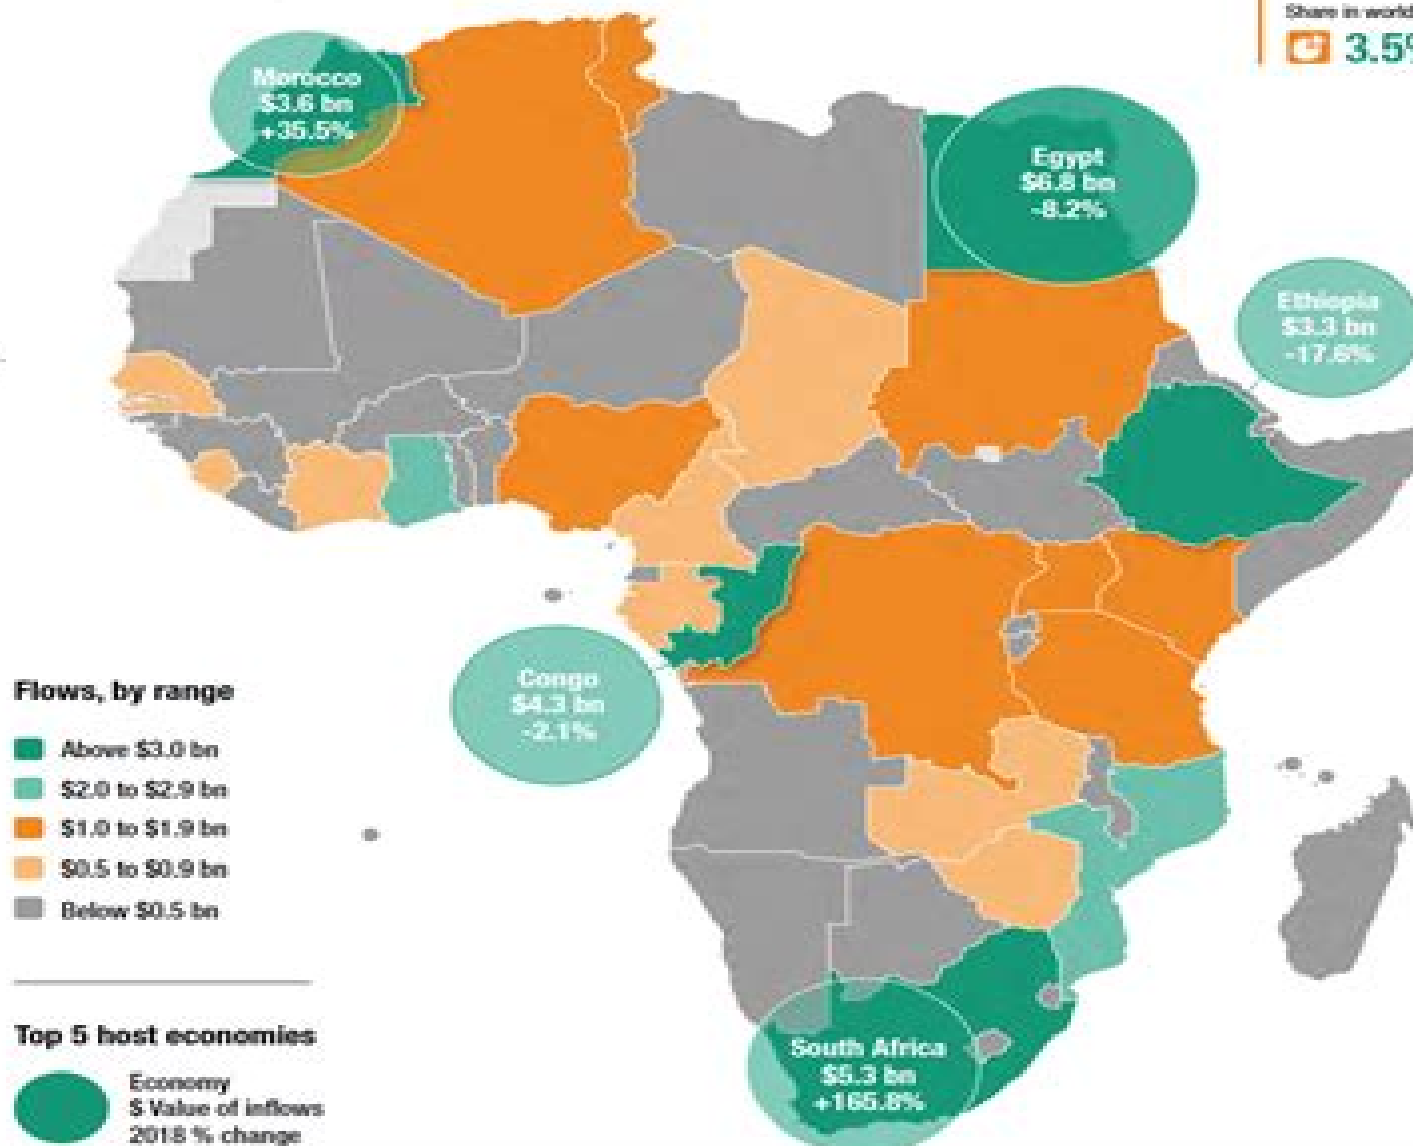 Share in world
3.5%
Morocco
$3.6 bn
+35.5%
Egypt
$6.8 bn
-8.2%
Ethiopia
$3.3 bn
-17.6%
Congo
$4.3 bn
-2.1%
Flows, by range
Above $3.0 bn
$2.0 to $2.9 bn
$1.0 to $1.9 bn
$0.5 to $0.9 bn
Below $0.5 bn
Top 5 host economies
Economy
$ Value of inflows
2018 % change
South Africa
$5.3 bn
+165.8%